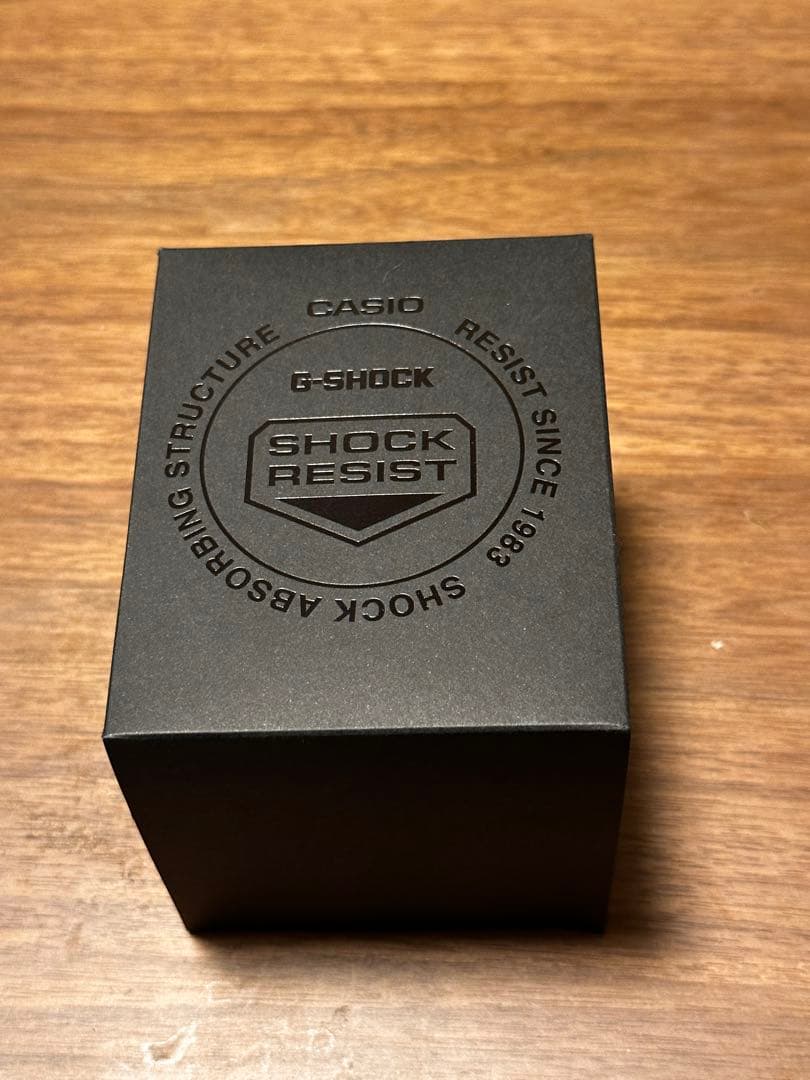 CASIO
RESIST SINCE 1983
SHOCK ABSORBING STRUCTURE
G-SHOCK
SHOCK
RESIST